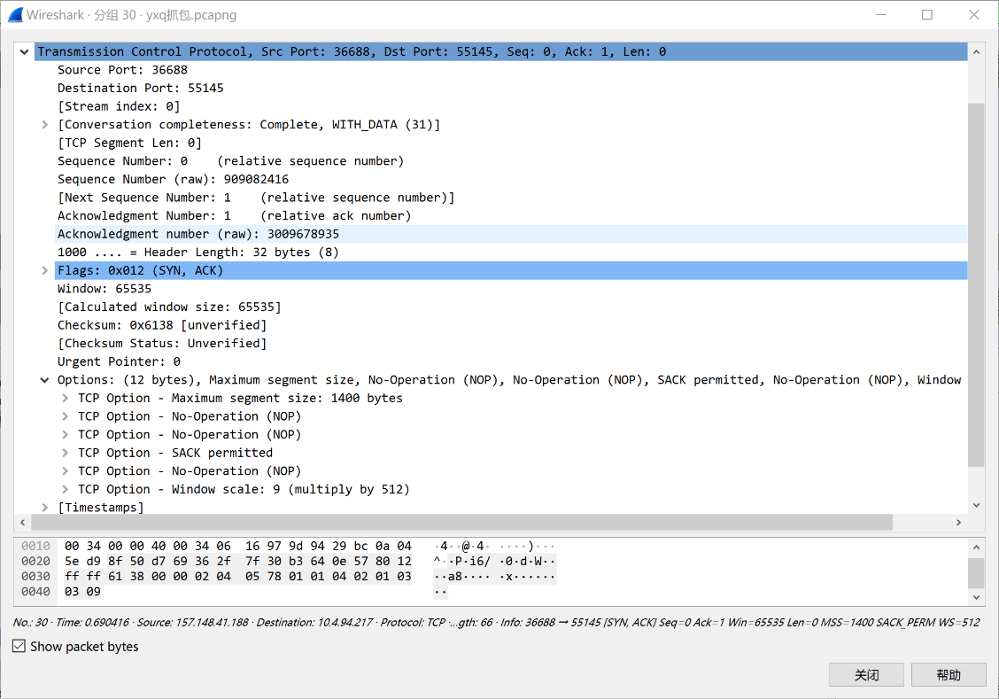 Wireshark · 分组 30 · yxq抓包.pcapng
Transmission Control Protocol, Src Port: 36688, Dst Port: 55145, Seq: 0, Ack: 1, Len: 0
Source Port: 36688
Destination Port: 55145
[Stream index: 0]
[Conversation completeness: Complete, WITH_DATA (31)]
[TCP Segment Len: 0]
Sequence Number: 0    (relative sequence number)
Sequence Number (raw): 909082416
[Next Sequence Number: 1    (relative sequence number)]
Acknowledgment Number: 1    (relative ack number)
Acknowledgment number (raw): 3009678935
1000 .... = Header Length: 32 bytes (8)
Flags: 0x012 (SYN, ACK)
Window: 65535
[Calculated window size: 65535]
Checksum: 0x6138 [unverified]
[Checksum Status: Unverified]
Urgent Pointer: 0
Options: (12 bytes), Maximum segment size, No-Operation (NOP), No-Operation (NOP), SACK permitted, No-Operation (NOP), Window
TCP Option - Maximum segment size: 1400 bytes
TCP Option - No-Operation (NOP)
TCP Option - No-Operation (NOP)
TCP Option - SACK permitted
TCP Option - No-Operation (NOP)
TCP Option - Window scale: 9 (multiply by 512)
[Timestamps]
0010 00 34 00 00 40 00 34 06 16 97 9d 94 29 bc 0a 04 ·4··@·4· ····)···
0020 5e d9 8f 50 d7 69 36 2f 7f 30 b3 64 0e 57 80 12 ^··P·i6/ ·0·d·W··
0030 ff ff 61 38 00 00 02 04 05 78 01 01 04 02 01 03 ··a8···· ·x······
0040 03 09 ··
No.: 30 · Time: 0.690416 · Source: 157.148.41.188 · Destination: 10.4.94.217 · Protocol: TCP ·…gth: 66 · Info: 36688 → 55145 [SYN, ACK] Seq=0 Ack=1 Win=65535 Len=0 MSS=1400 SACK_PERM WS=512
Show packet bytes
关闭 帮助